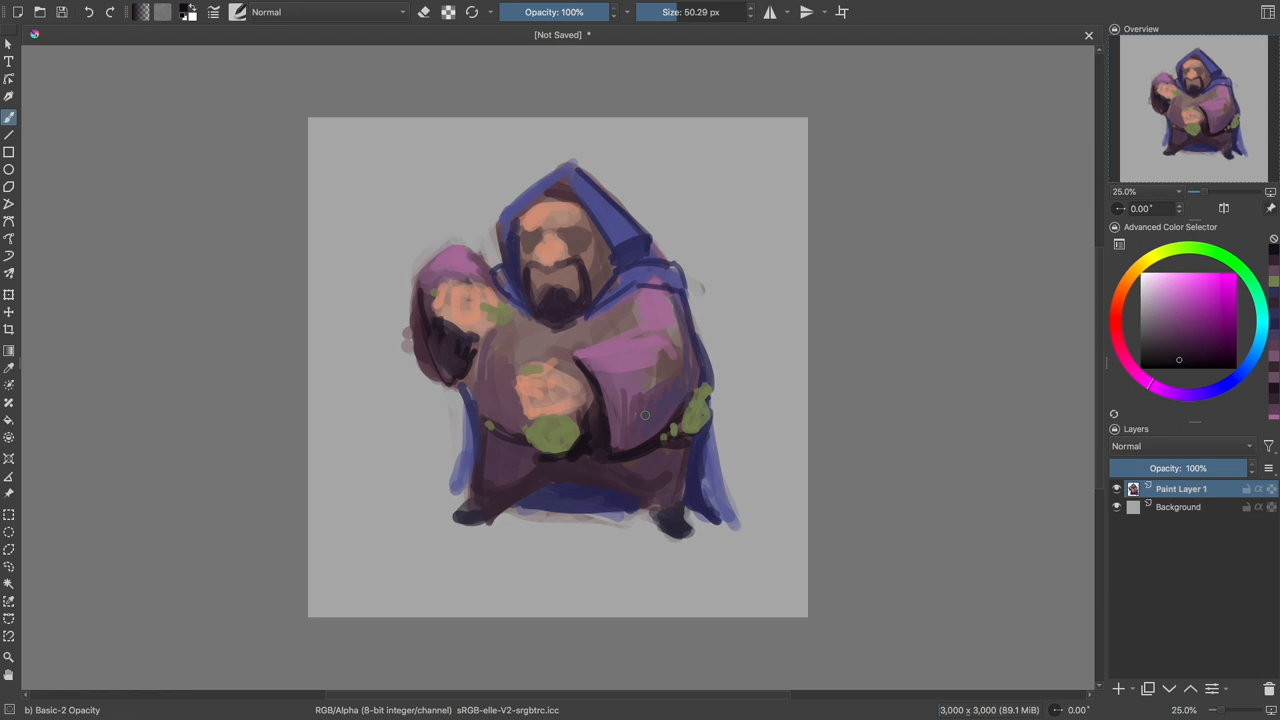 Normal
Opacity: 100%
Size: 50.29 px
[Not Saved] *
Overview
25.0%
0.00°
Advanced Color Selector
Layers
Normal
Opacity: 100%
Paint Layer 1
Background
b) Basic-2 Opacity
RGB/Alpha (8-bit integer/channel) sRGB-elle-V2-srgbtrc.icc
3,000 x 3,000 (89.1 MiB)
0.00°
25.0%